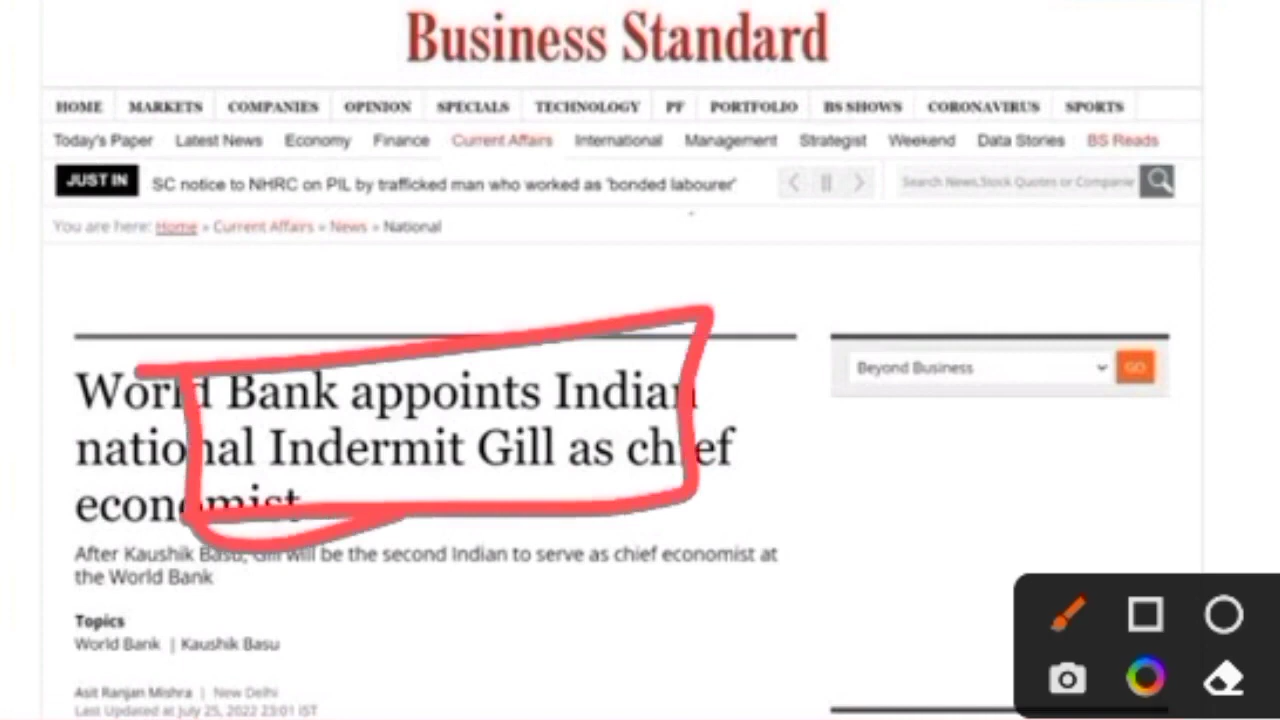 Business Standard
HOME MARKETS COMPANIES OPINION SPECIALS TECHNOLOGY PF PORTFOLIO BS SHOWS CORONAVIRUS SPORTS
Today's Paper Latest News Economy Finance Current Affairs International Management Strategist Weekend Data Stories BS Reads
JUST IN SC notice to NHRC on PIL by trafficked man who worked as 'bonded labourer' Search News,Stock Quotes or Companie
You are here: Home » Current Affairs » News » National
Beyond Business GO
World Bank appoints Indian
national Indermit Gill as chief
economist
After Kaushik Basu, Gill will be the second Indian to serve as chief economist at
the World Bank
Topics
World Bank | Kaushik Basu
Asit Ranjan Mishra | New Delhi
Last Updated at July 25, 2022 23:01 IST